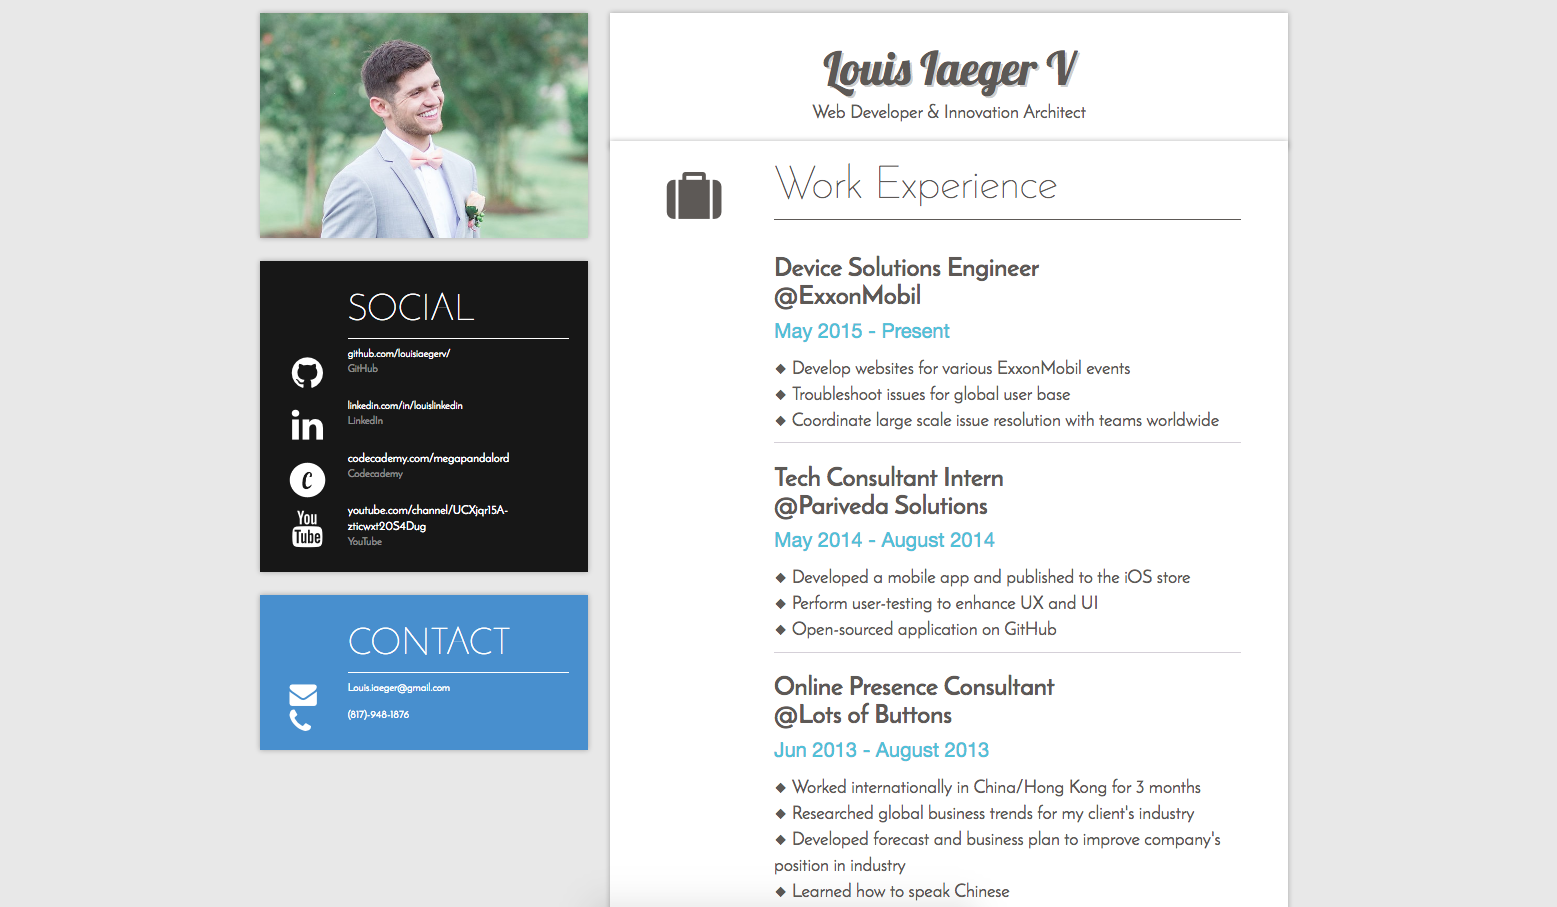 Louis Iaeger V
Web Developer & Innovation Architect
SOCIAL
github.com/louisiaegerv/
GitHub
linkedin.com/in/louislinkedin
LinkedIn
codecademy.com/megapandalord
Codecademy
youtube.com/channel/UCXjqr15A-
zticwxt20S4Dug
YouTube
You
Tube
CONTACT
Louis.iaeger@gmail.com
(817)-948-1876
Work Experience
Device Solutions Engineer
@ExxonMobil
May 2015 - Present
◆ Develop websites for various ExxonMobil events
◆ Troubleshoot issues for global user base
◆ Coordinate large scale issue resolution with teams worldwide
Tech Consultant Intern
@Pariveda Solutions
May 2014 - August 2014
◆ Developed a mobile app and published to the iOS store
◆ Perform user-testing to enhance UX and UI
◆ Open-sourced application on GitHub
Online Presence Consultant
@Lots of Buttons
Jun 2013 - August 2013
◆ Worked internationally in China/Hong Kong for 3 months
◆ Researched global business trends for my client's industry
◆ Developed forecast and business plan to improve company's
position in industry
◆ Learned how to speak Chinese